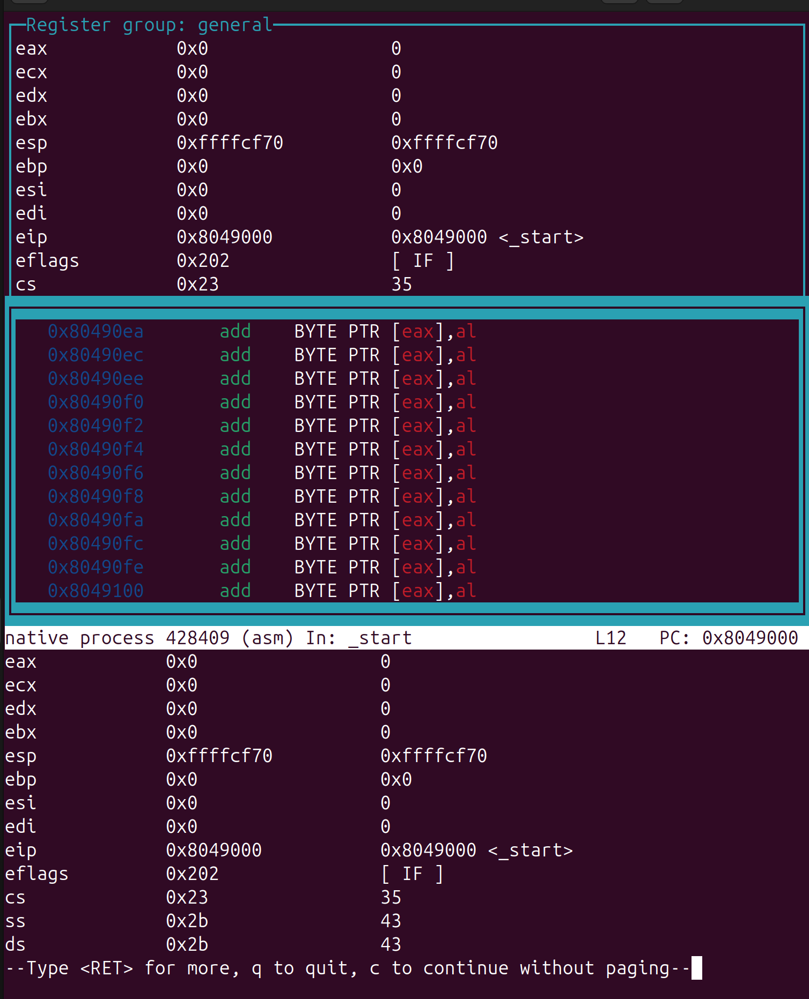 Register group: general
eax 0x0 0
ecx 0x0 0
edx 0x0 0
ebx 0x0 0
esp 0xffffcf70 0xffffcf70
ebp 0x0 0x0
esi 0x0 0
edi 0x0 0
eip 0x8049000 0x8049000 <_start>
eflags 0x202 [ IF ]
cs 0x23 35
0x80490ea add BYTE PTR [eax],al
0x80490ec add BYTE PTR [eax],al
0x80490ee add BYTE PTR [eax],al
0x80490f0 add BYTE PTR [eax],al
0x80490f2 add BYTE PTR [eax],al
0x80490f4 add BYTE PTR [eax],al
0x80490f6 add BYTE PTR [eax],al
0x80490f8 add BYTE PTR [eax],al
0x80490fa add BYTE PTR [eax],al
0x80490fc add BYTE PTR [eax],al
0x80490fe add BYTE PTR [eax],al
0x8049100 add BYTE PTR [eax],al
native process 428409 (asm) In: _start L12 PC: 0x8049000
eax 0x0 0
ecx 0x0 0
edx 0x0 0
ebx 0x0 0
esp 0xffffcf70 0xffffcf70
ebp 0x0 0x0
esi 0x0 0
edi 0x0 0
eip 0x8049000 0x8049000 <_start>
eflags 0x202 [ IF ]
cs 0x23 35
ss 0x2b 43
ds 0x2b 43
--Type <RET> for more, q to quit, c to continue without paging--